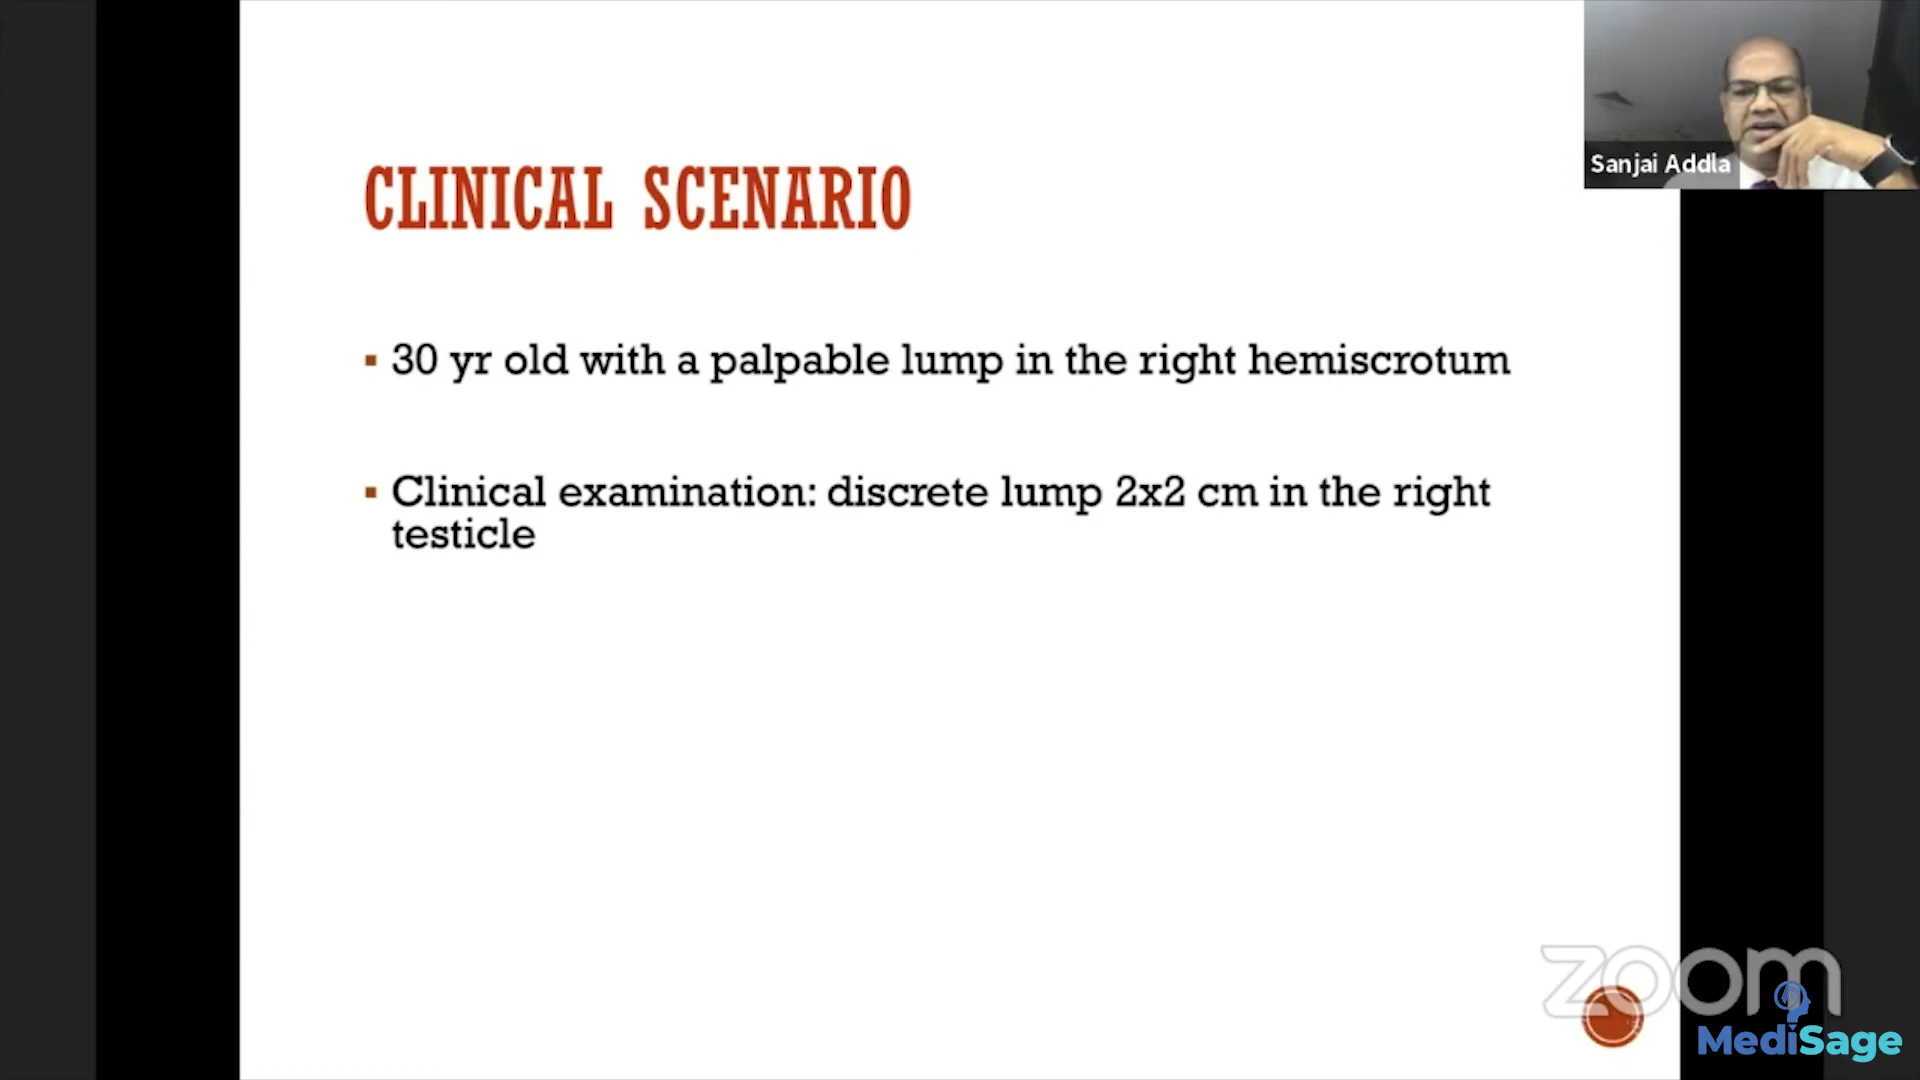 Sanjai Addla
CLINICAL SCENARIO
▪ 30 yr old with a palpable lump in the right hemiscrotum
▪ Clinical examination: discrete lump 2x2 cm in the right
testicle
zoom
MediSage